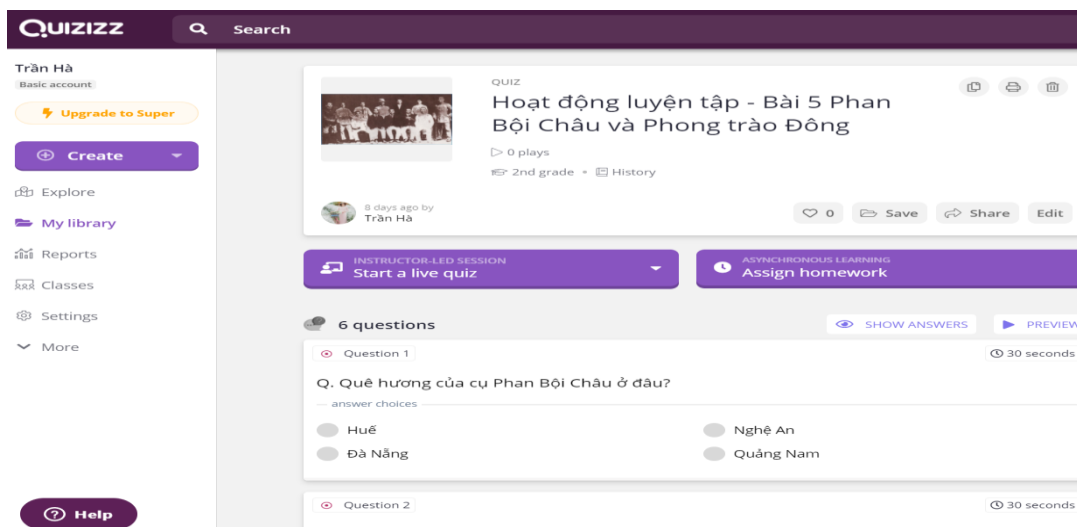 QUIZIZZ
Search
Trần Hà
Basic account
Upgrade to Super
Create
Explore
My library
Reports
Classes
Settings
More
Help
QUIZ
Hoạt động luyện tập - Bài 5 Phan
Bội Châu và Phong trào Đông
0 plays
2nd grade • History
8 days ago by
Trần Hà
0 Save Share Edit
INSTRUCTOR-LED SESSION
Start a live quiz
ASYNCHRONOUS LEARNING
Assign homework
6 questions
SHOW ANSWERS PREVIEW
Question 1 30 seconds
Q. Quê hương của cụ Phan Bội Châu ở đâu?
answer choices
Huế Nghệ An
Đà Nẵng Quảng Nam
Question 2 30 seconds